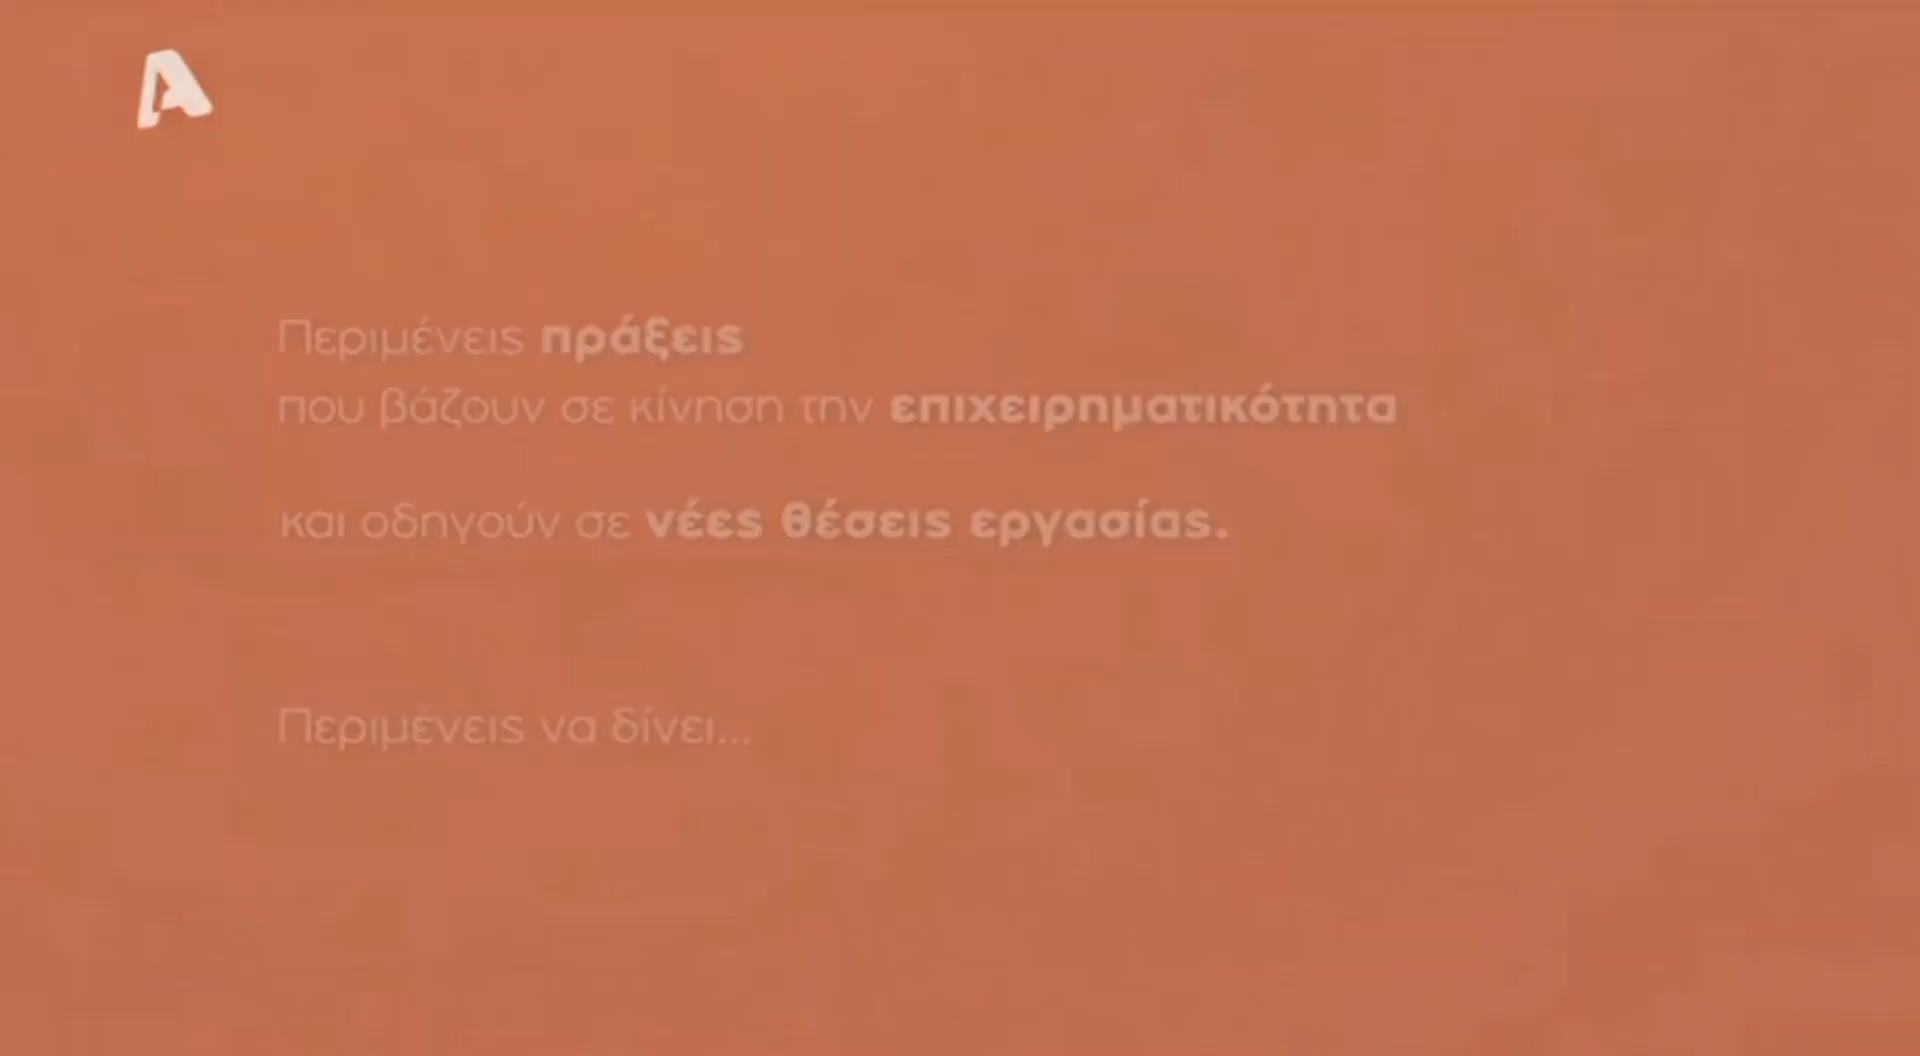 A
Περιμένεις πράξεις
που βάζουν σε κίνηση την επιχειρηματικότητα
και οδηγούν σε νέες θέσεις εργασίας.
Περιμένεις να δίνει...